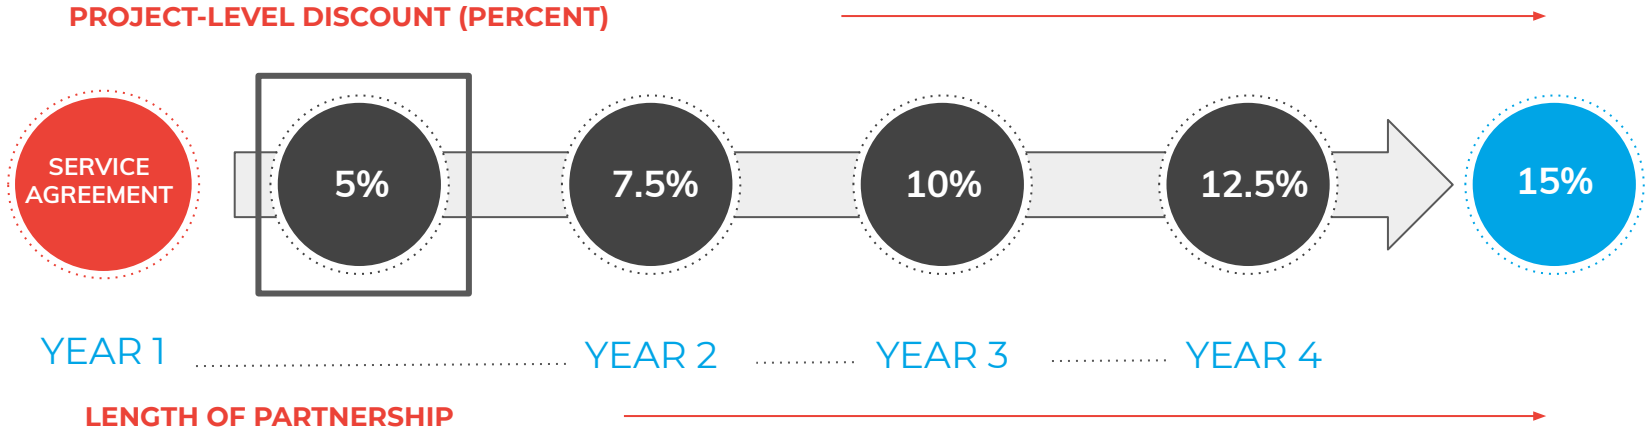 PROJECT-LEVEL DISCOUNT (PERCENT)
SERVICE
AGREEMENT
5%
7.5%
10%
12.5%
15%
YEAR 1
YEAR 2
YEAR 3
YEAR 4
LENGTH OF PARTNERSHIP